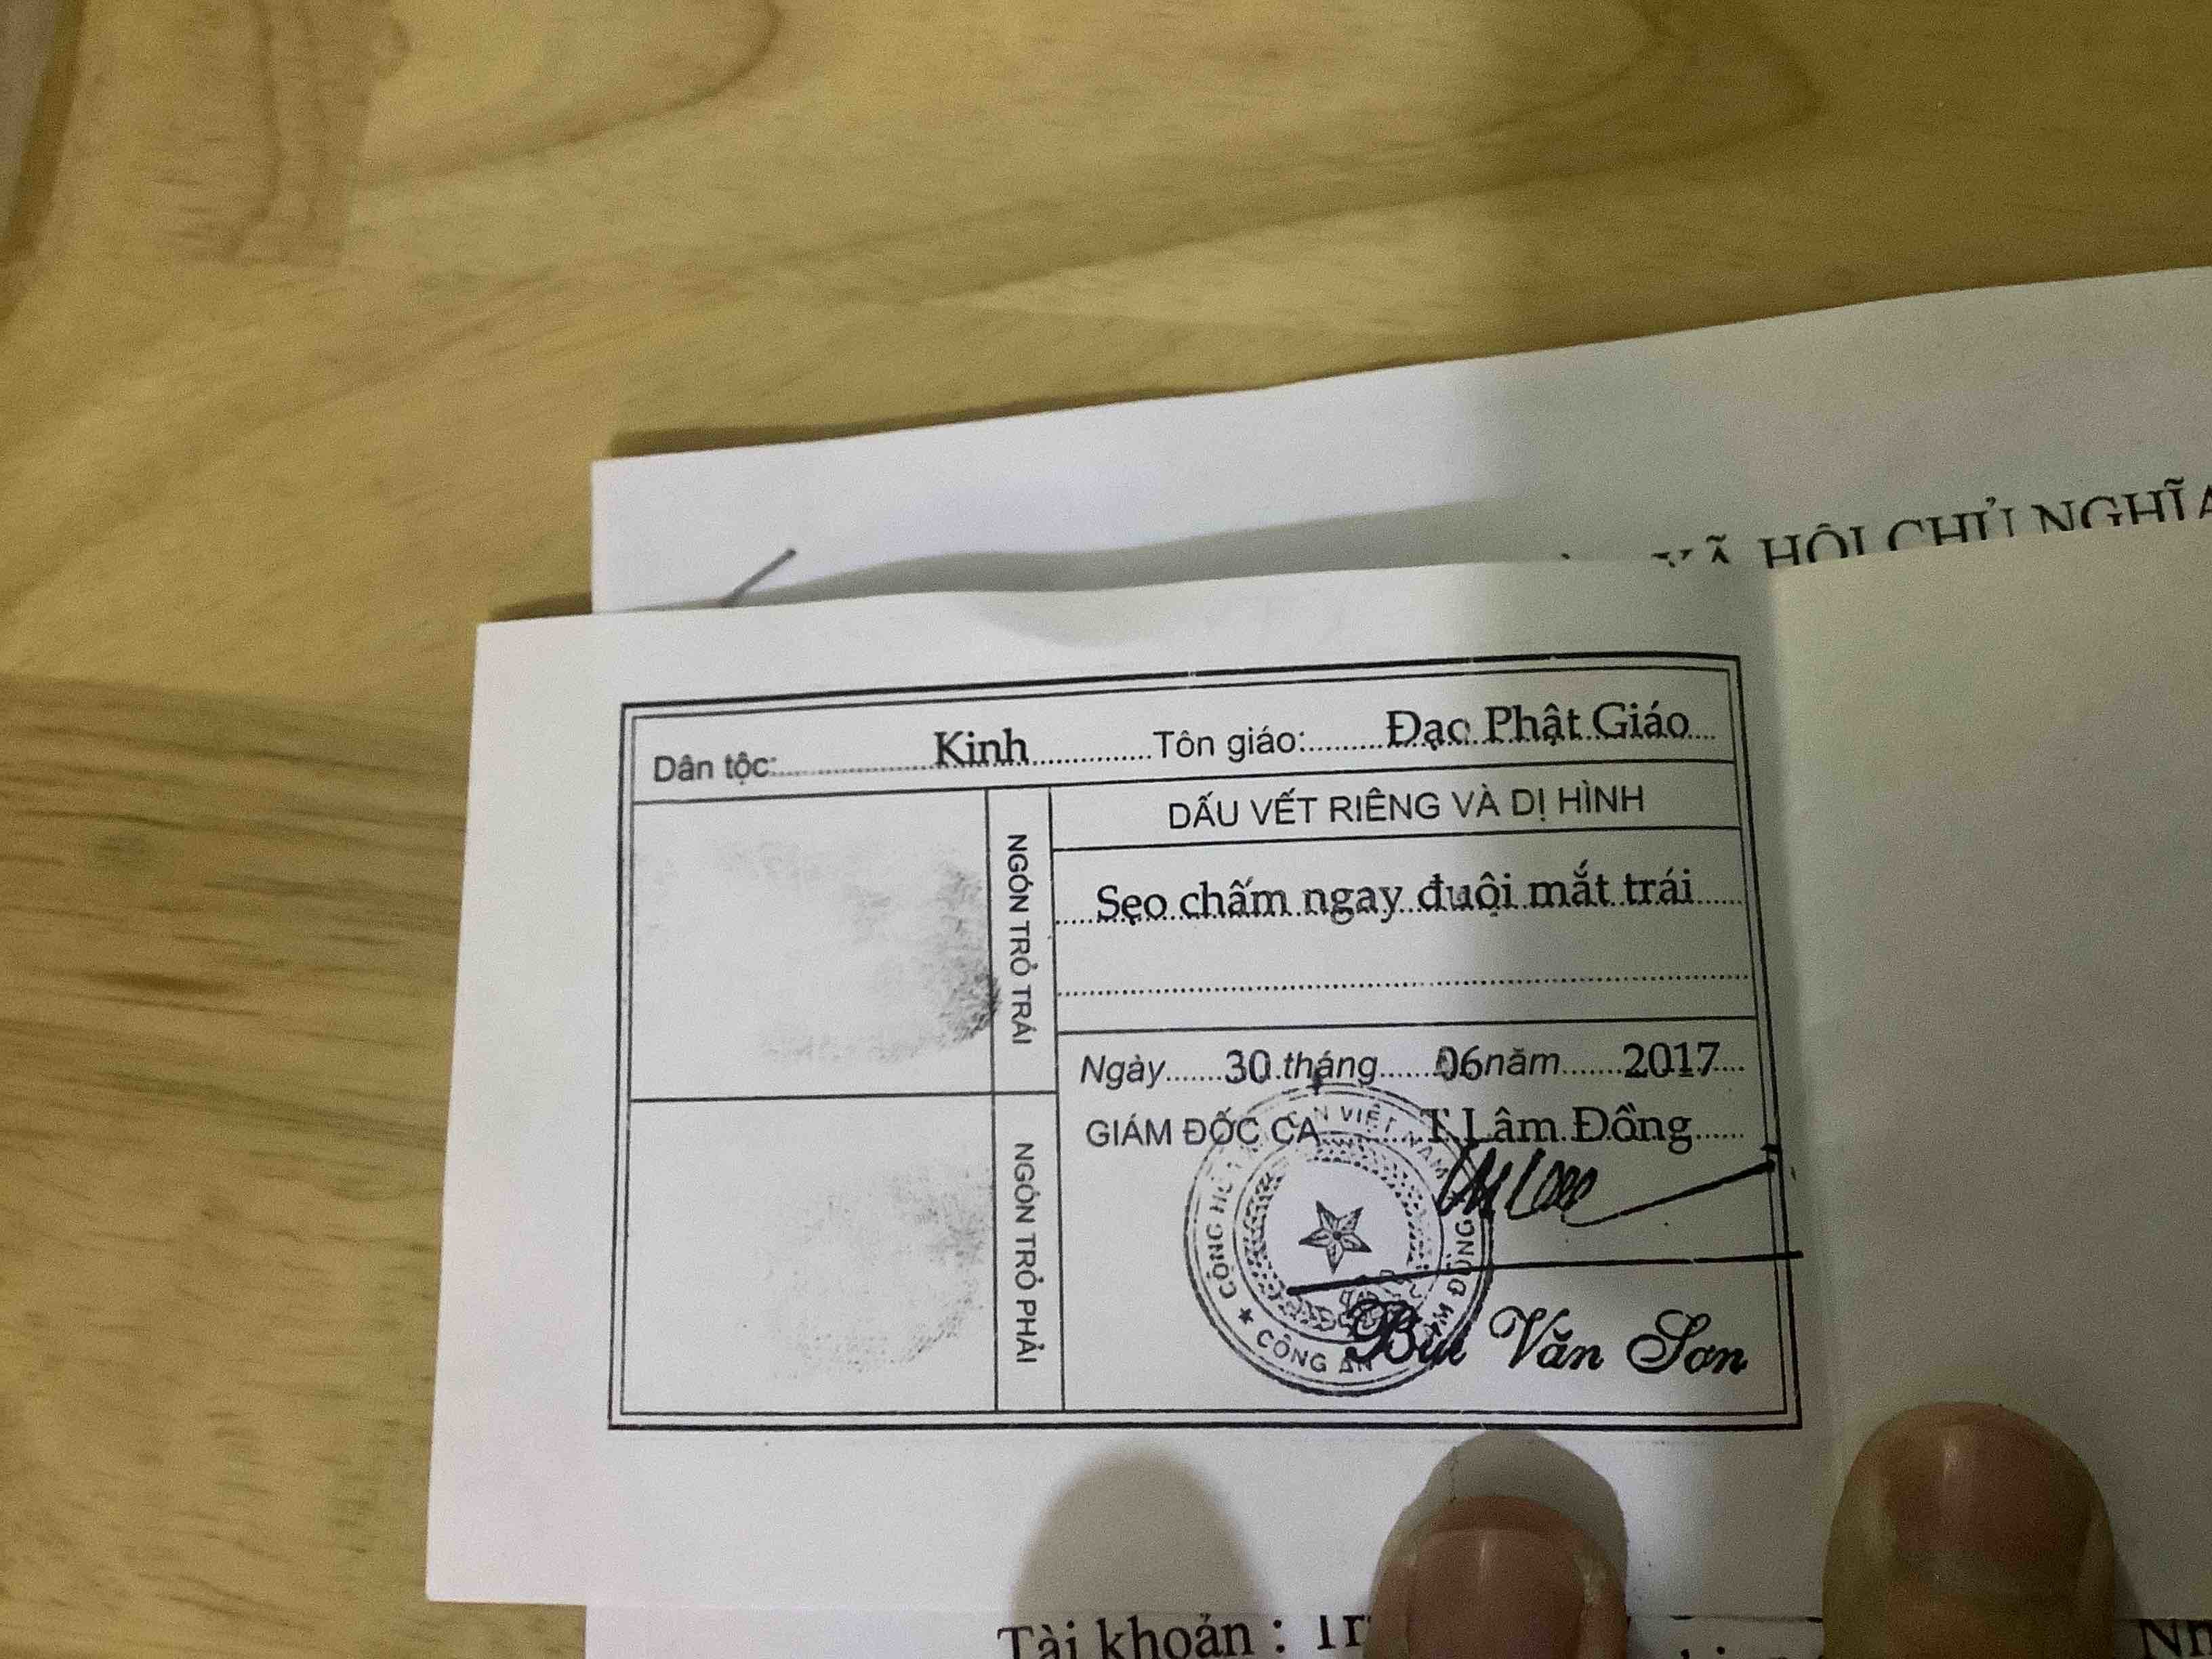 XÃ HỘI CHỦ NGHĨA
Dân tộc: Kinh Tôn giáo: Đạo Phật Giáo
DẤU VẾT RIÊNG VÀ DỊ HÌNH
NGÓN TRỎ TRÁI
Sẹo chấm ngay đuôi mắt trái
Ngày 30 tháng 06 năm 2017
GIÁM ĐỐC CA T.Lâm Đồng
NGÓN TRỎ PHẢI
CÔNG AN
Bùi Văn Sơn
Tài khoản :